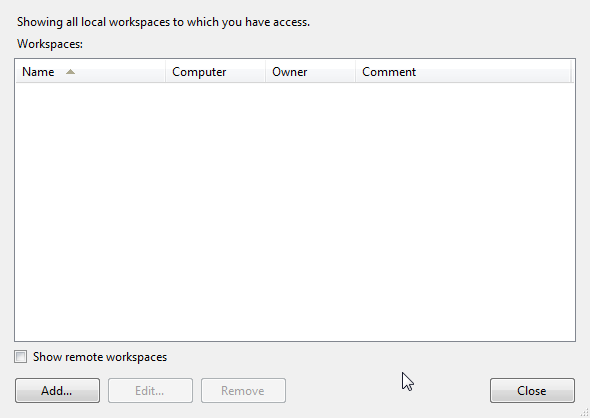 Showing all local workspaces to which you have access.
Workspaces:
Name Computer Owner Comment
Show remote workspaces
Add... Edit... Remove Close